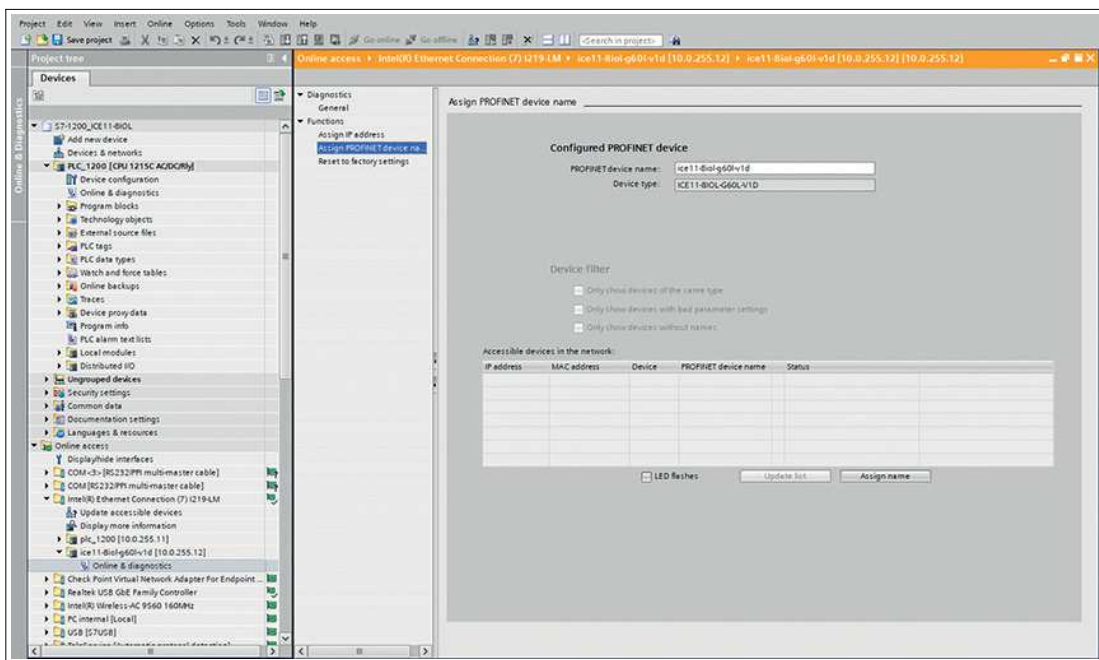 Project Edit View Insert Online Options Tools Window Help
Save project Go online Go offline <Search in project>
Project tree
Online access ▸ Intel(R) Ethernet Connection (7) I219-LM ▸ ice11-8iol-g60l-v1d [10.0.255.12] ▸ ice11-8iol-g60l-v1d [10.0.255.12] [10.0.255.12]
Devices
Online & Diagnostics
S7-1200_ICE11-8IOL
Add new device
Devices & networks
PLC_1200 [CPU 1215C AC/DC/Rly]
Device configuration
Online & diagnostics
Program blocks
Technology objects
External source files
PLC tags
PLC data types
Watch and force tables
Online backups
Traces
Device proxy data
Program info
PLC alarm text lists
Local modules
Distributed I/O
Ungrouped devices
Security settings
Common data
Documentation settings
Languages & resources
Online access
Display/hide interfaces
COM <3> [RS232/PPI multi-master cable]
COM [RS232/PPI multi-master cable]
Intel(R) Ethernet Connection (7) I219-LM
Update accessible devices
Display more information
plc_1200 [10.0.255.11]
ice11-8iol-g60l-v1d [10.0.255.12]
Online & diagnostics
Check Point Virtual Network Adapter For Endpoint ...
Realtek USB GbE Family Controller
Intel(R) Wireless-AC 9560 160MHz
PC internal [Local]
USB [S7USB]
Diagnostics
General
Functions
Assign IP address
Assign PROFINET device na...
Reset to factory settings
Assign PROFINET device name
Configured PROFINET device
PROFINET device name: ice11-8iol-g60l-v1d
Device type: ICE11-8IOL-G60L-V1D
Device filter
Only show devices of the same type
Only show devices with bad parameter settings
Only show devices without names
Accessible devices in the network:
IP address MAC address Device PROFINET device name Status
LED flashes Update list Assign name